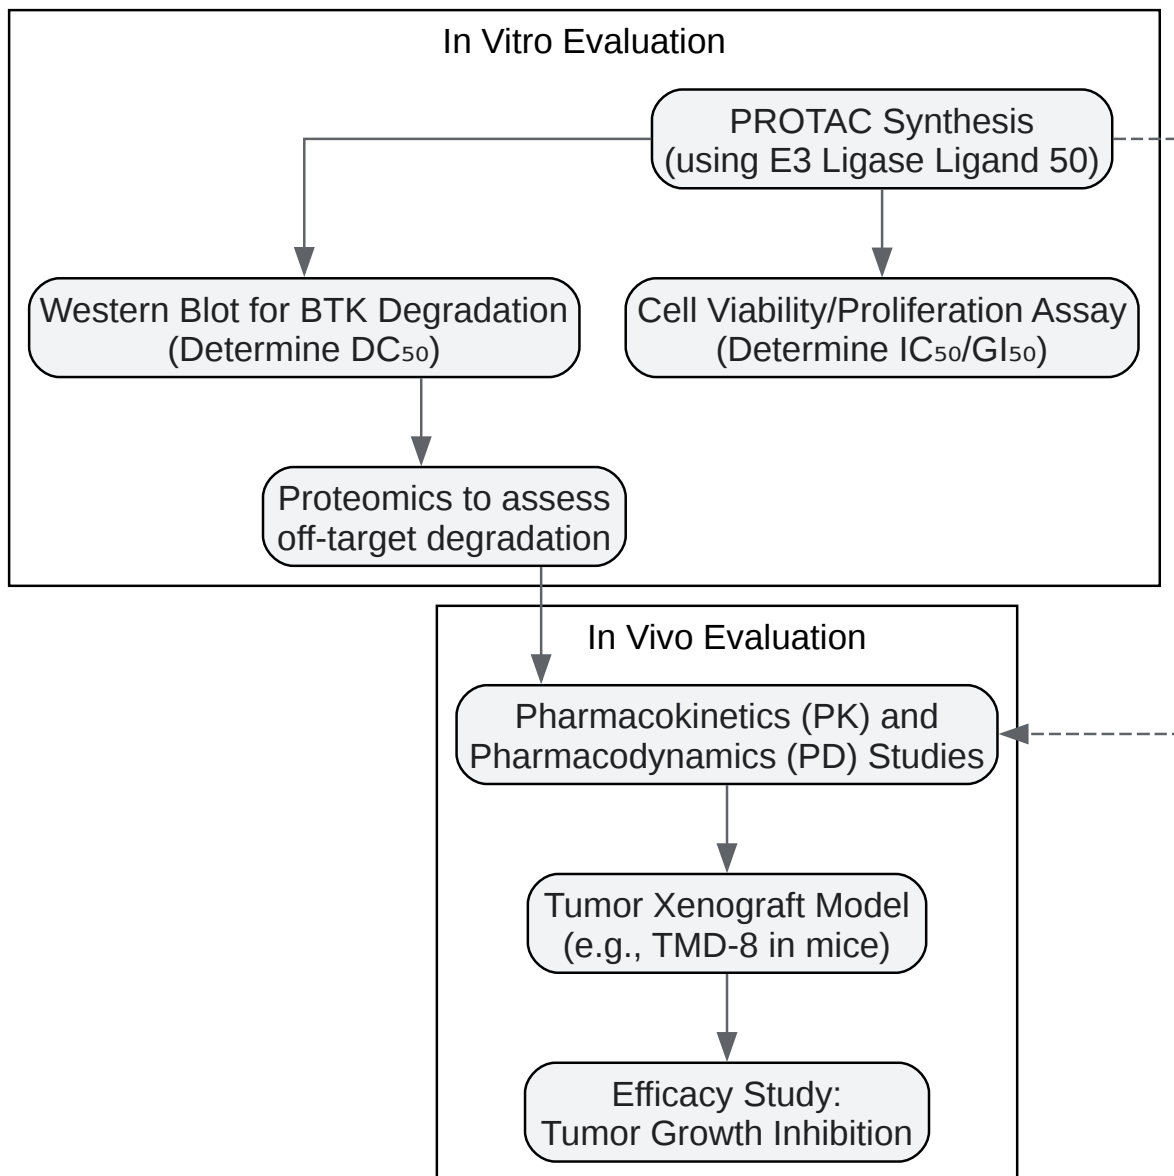 In Vitro Evaluation
PROTAC Synthesis
(using E3 Ligase Ligand 50)
Western Blot for BTK Degradation
(Determine DC₅₀)
Cell Viability/Proliferation Assay
(Determine IC₅₀/GI₅₀)
Proteomics to assess
off-target degradation
In Vivo Evaluation
Pharmacokinetics (PK) and
Pharmacodynamics (PD) Studies
Tumor Xenograft Model
(e.g., TMD-8 in mice)
Efficacy Study:
Tumor Growth Inhibition